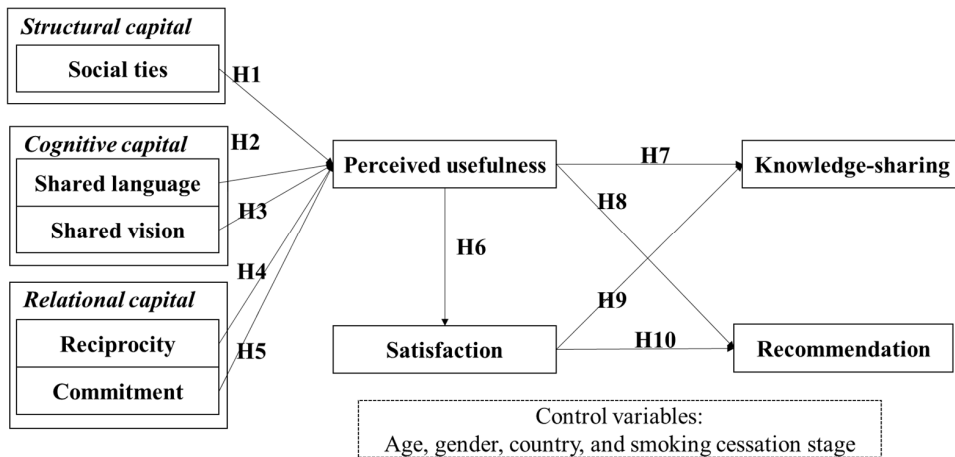 Structural capital
Social ties
H1
Cognitive capital
H2
Shared language
Shared vision
H3
Relational capital
H4
Reciprocity
H5
Commitment
Perceived usefulness
H6
Satisfaction
H7
H8
H9
H10
Knowledge-sharing
Recommendation
Control variables:
Age, gender, country, and smoking cessation stage